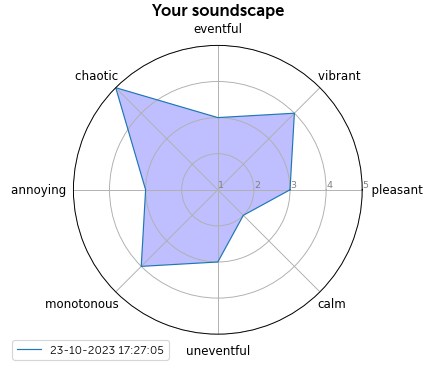 Your soundscape
eventful
chaotic
vibrant
annoying
1 2 3 4 5
pleasant
monotonous
calm
uneventful
23-10-2023 17:27:05